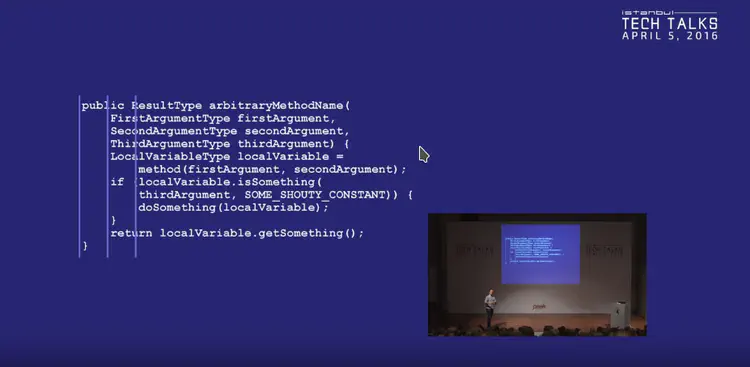 istanbul
TECH TALKS
APRIL 5, 2016
public ResultType arbitraryMethodName(
FirstArgumentType firstArgument,
SecondArgumentType secondArgument,
ThirdArgumentType thirdArgument) {
LocalVariableType localVariable =
method(firstArgument, secondArgument);
if (localVariable.isSomething(
thirdArgument, SOME_SHOUTY_CONSTANT)) {
doSomething(localVariable);
}
return localVariable.getSomething();
}